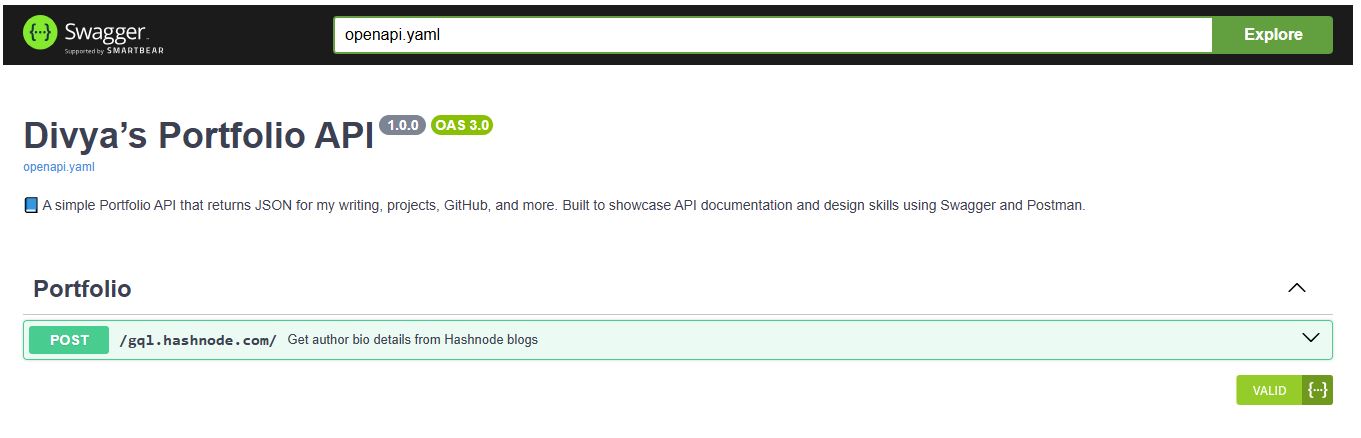 Swagger
Supported by SMARTBEAR
openapi.yaml
Explore
Divya’s Portfolio API 1.0.0 OAS 3.0
openapi.yaml
📘 A simple Portfolio API that returns JSON for my writing, projects, GitHub, and more. Built to showcase API documentation and design skills using Swagger and Postman.
Portfolio
POST /gql.hashnode.com/ Get author bio details from Hashnode blogs
VALID {···}